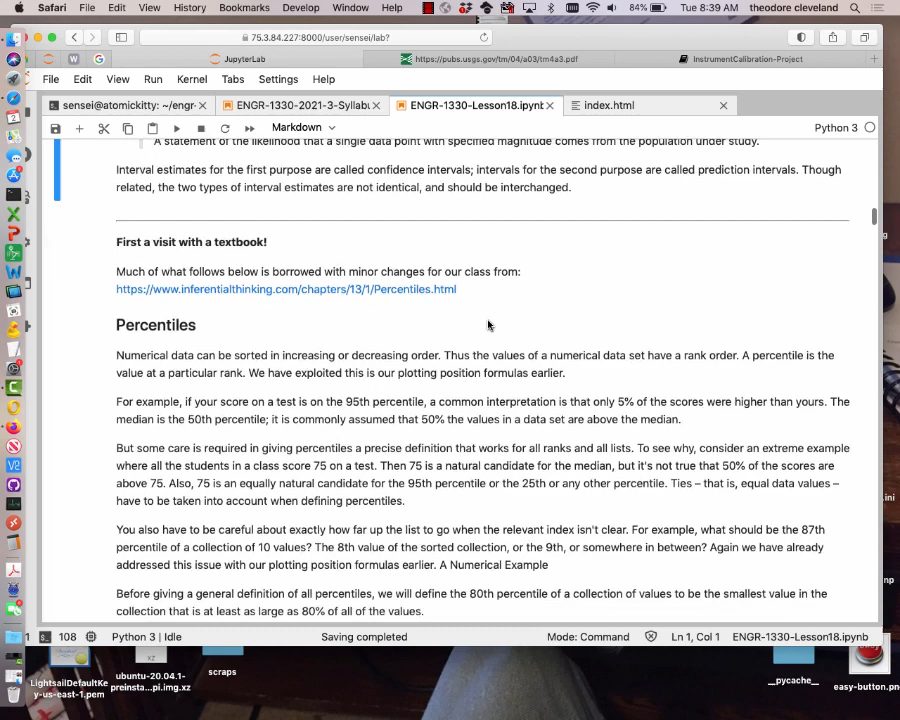 Safari File Edit View History Bookmarks Develop Window Help 84% Tue 8:39 AM theodore cleveland
75.3.84.227:8000/user/sensei/lab?
JupyterLab https://pubs.usgs.gov/tm/04/a03/tm4a3.pdf InstrumentCalibration-Project
File Edit View Run Kernel Tabs Settings Help
sensei@atomickitty: ~/engr- ENGR-1330-2021-3-Syllabu ENGR-1330-Lesson18.ipynb index.html
Markdown Python 3
A statement of the likelihood that a single data point with specified magnitude comes from the population under study.
Interval estimates for the first purpose are called confidence intervals; intervals for the second purpose are called prediction intervals. Though
related, the two types of interval estimates are not identical, and should be interchanged.
First a visit with a textbook!
Much of what follows below is borrowed with minor changes for our class from:
https://www.inferentialthinking.com/chapters/13/1/Percentiles.html
Percentiles
Numerical data can be sorted in increasing or decreasing order. Thus the values of a numerical data set have a rank order. A percentile is the
value at a particular rank. We have exploited this is our plotting position formulas earlier.
For example, if your score on a test is on the 95th percentile, a common interpretation is that only 5% of the scores were higher than yours. The
median is the 50th percentile; it is commonly assumed that 50% the values in a data set are above the median.
But some care is required in giving percentiles a precise definition that works for all ranks and all lists. To see why, consider an extreme example
where all the students in a class score 75 on a test. Then 75 is a natural candidate for the median, but it's not true that 50% of the scores are
above 75. Also, 75 is an equally natural candidate for the 95th percentile or the 25th or any other percentile. Ties – that is, equal data values –
have to be taken into account when defining percentiles.
You also have to be careful about exactly how far up the list to go when the relevant index isn't clear. For example, what should be the 87th
percentile of a collection of 10 values? The 8th value of the sorted collection, or the 9th, or somewhere in between? Again we have already
addressed this issue with our plotting position formulas earlier. A Numerical Example
Before giving a general definition of all percentiles, we will define the 80th percentile of a collection of values to be the smallest value in the
collection that is at least as large as 80% of all of the values.
1 108 Python 3 | Idle Saving completed Mode: Command Ln 1, Col 1 ENGR-1330-Lesson18.ipynb
LightsailDefaultKe
y-us-east-1.pem
ubuntu-20.04.1-
preinsta...pi.img.xz
scraps
__pycache__
easy-button.pn